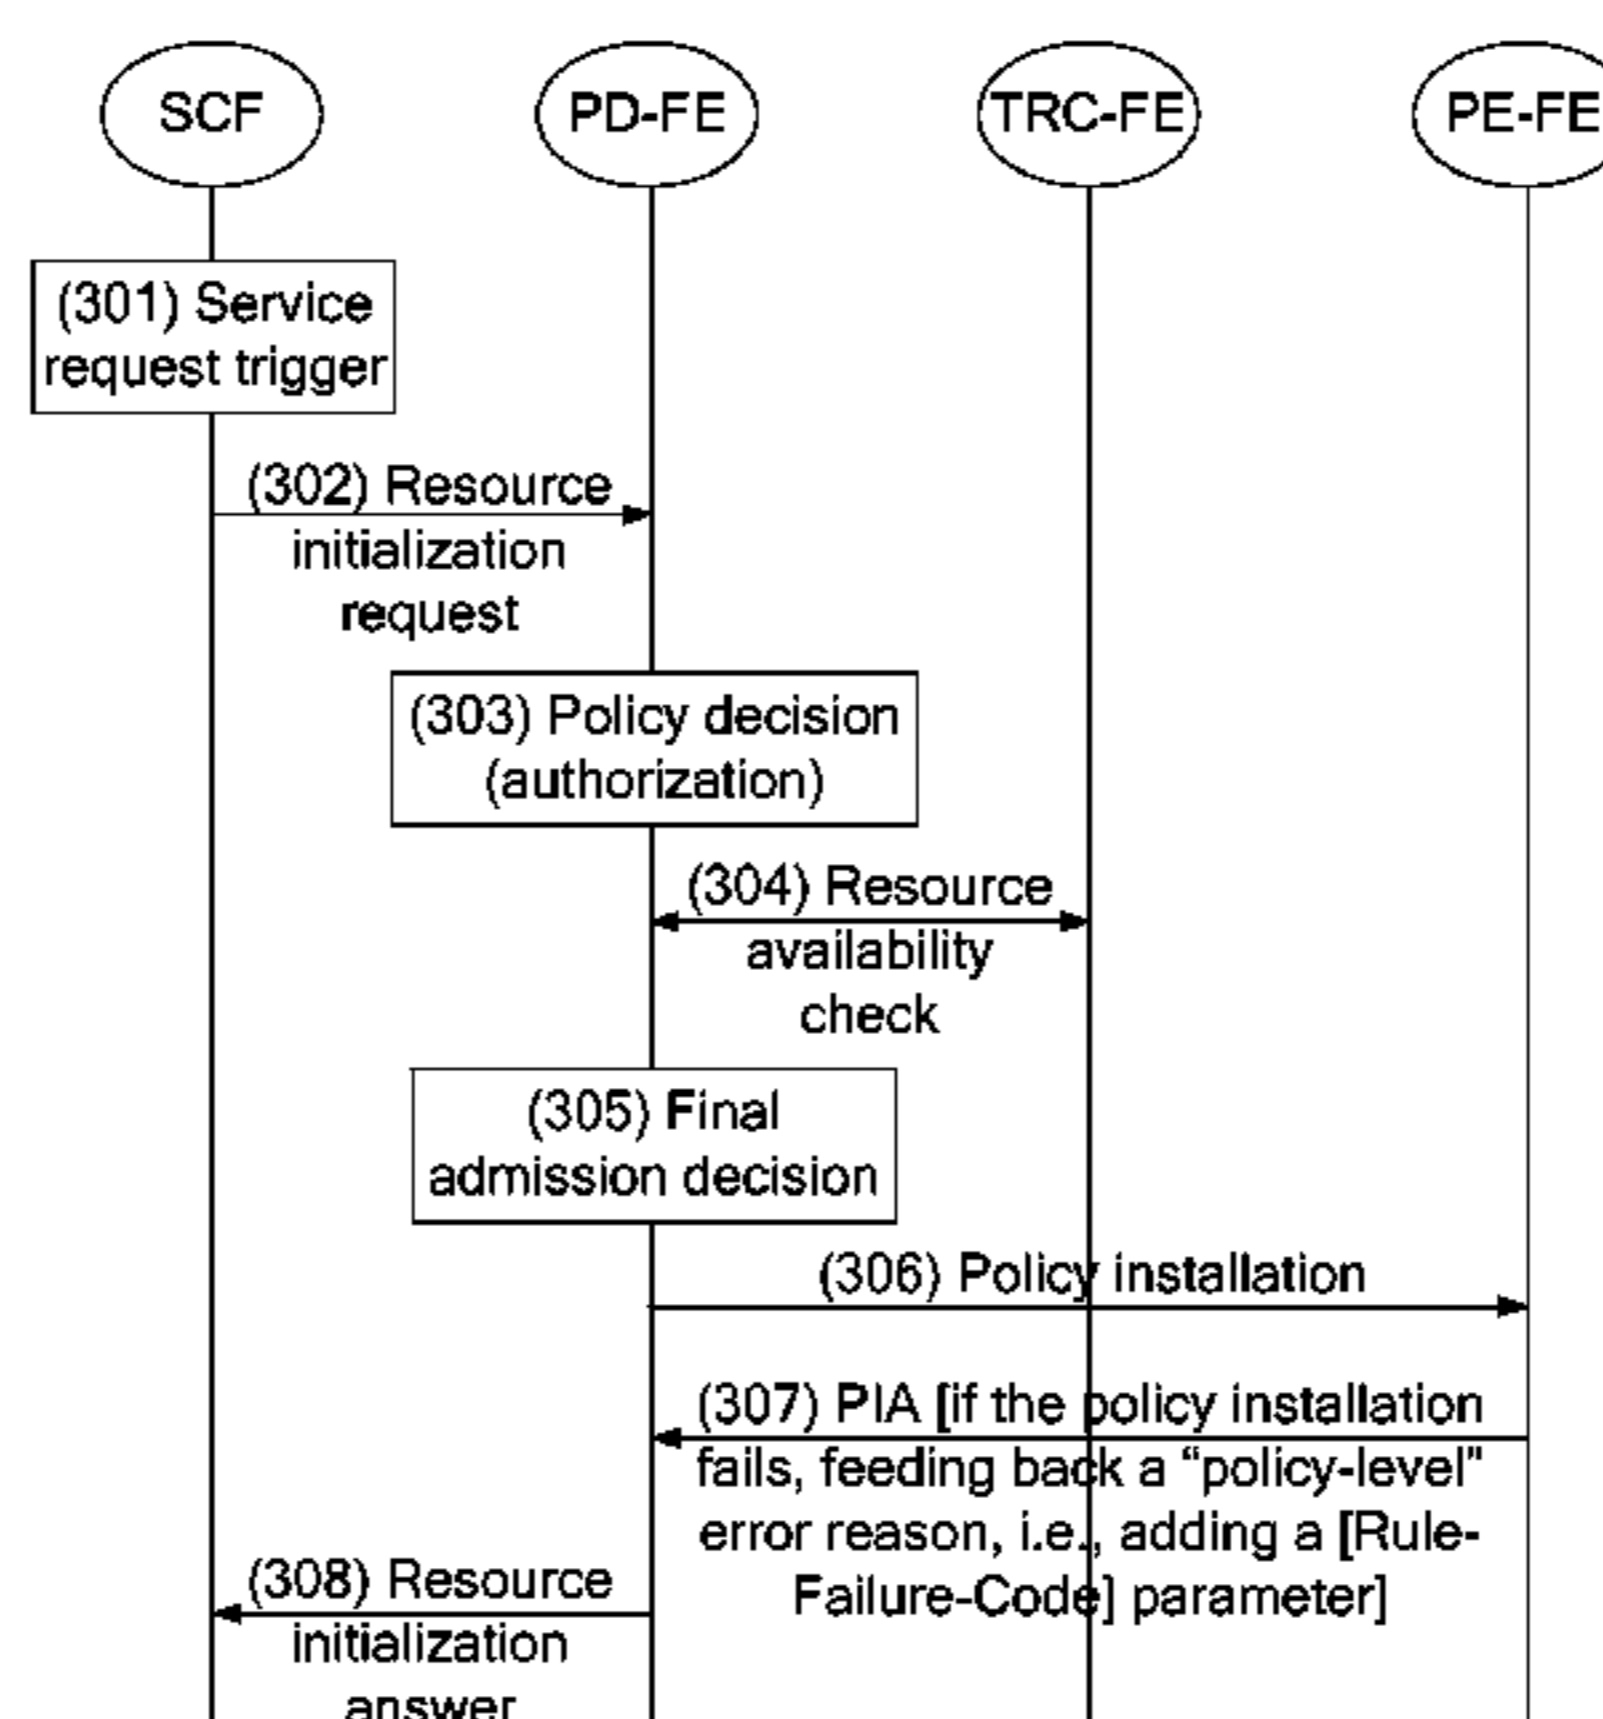 SCF
PD-FE
TRC-FE
PE-FE
(301) Service
request trigger
(302) Resource
initialization
request
(303) Policy decision
(authorization)
(304) Resource
availability
check
(305) Final
admission decision
(306) Policy installation
(307) PIA [if the policy installation
fails, feeding back a “policy-level”
error reason, i.e., adding a [Rule-
Failure-Code] parameter]
(308) Resource
initialization
answer